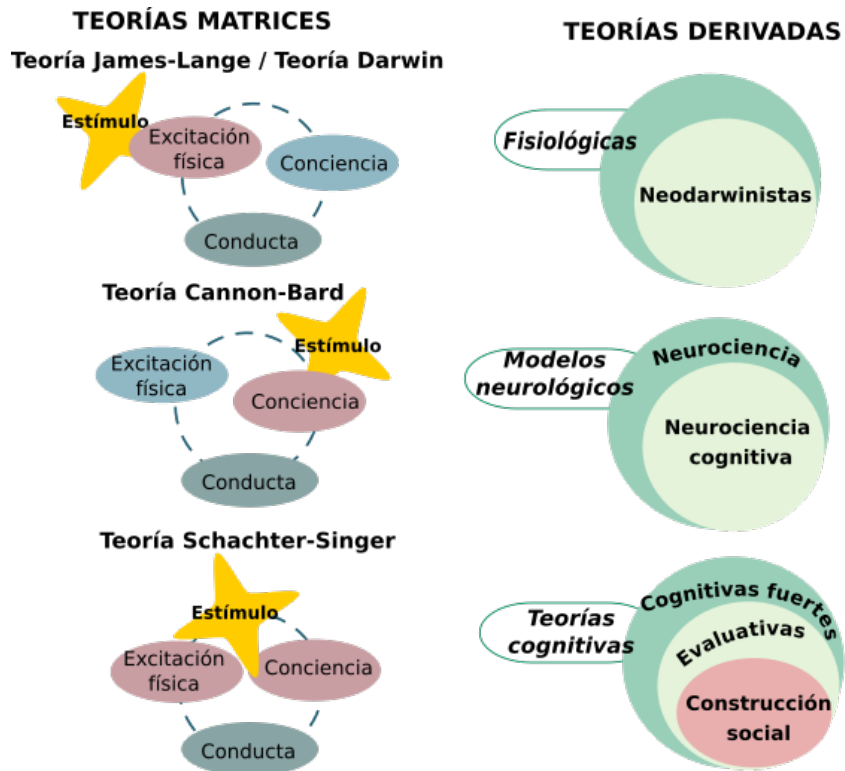 TEORÍAS MATRICES
Teoría James-Lange / Teoría Darwin
Estímulo
Excitación
física
Conciencia
Conducta
Teoría Cannon-Bard
Estímulo
Excitación
física
Conciencia
Conducta
Teoría Schachter-Singer
Estímulo
Excitación
física
Conciencia
Conducta
TEORÍAS DERIVADAS
Fisiológicas
Neodarwinistas
Modelos
neurológicos
Neurociencia
Neurociencia
cognitiva
Teorías
cognitivas
Cognitivas fuertes
Evaluativas
Construcción
social